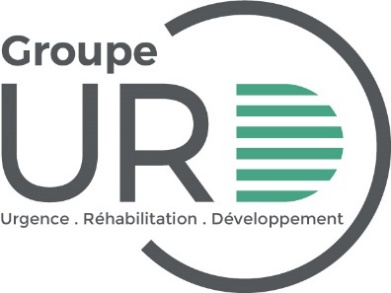 Groupe
URD
Urgence . Réhabilitation . Développement